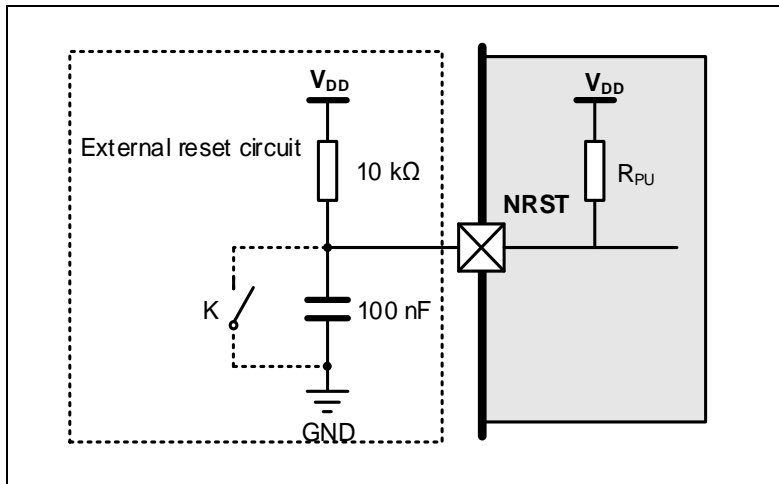 V_DD
V_DD
External reset circuit
10 kΩ
R_PU
NRST
K
100 nF
GND